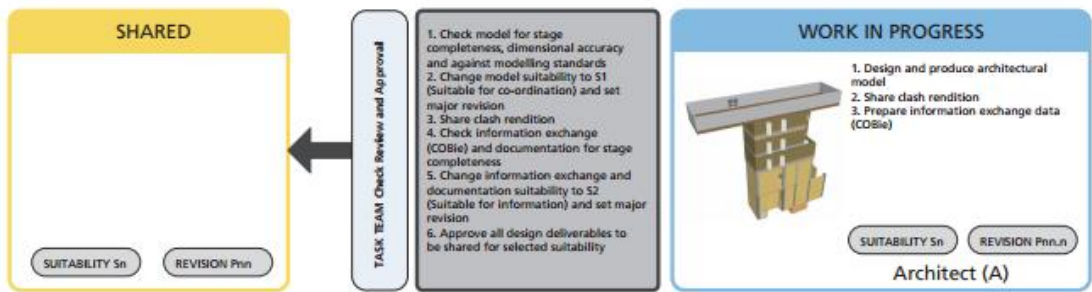 SHARED
SUITABILITY Sn
REVISION Pnn
TASK TEAM Check Review and Approval
1. Check model for stage
completeness, dimensional accuracy
and against modelling standards
2. Change model suitability to S1
(Suitable for co-ordination) and set
major revision
3. Share clash rendition
4. Check information exchange
(COBie) and documentation for stage
completeness
5. Change information exchange and
documentation suitability to S2
(Suitable for information) and set major
revision
6. Approve all design deliverables to
be shared for selected suitability
WORK IN PROGRESS
1. Design and produce architectural
model
2. Share clash rendition
3. Prepare information exchange data
(COBie)
SUITABILITY Sn
REVISION Pnn.n
Architect (A)